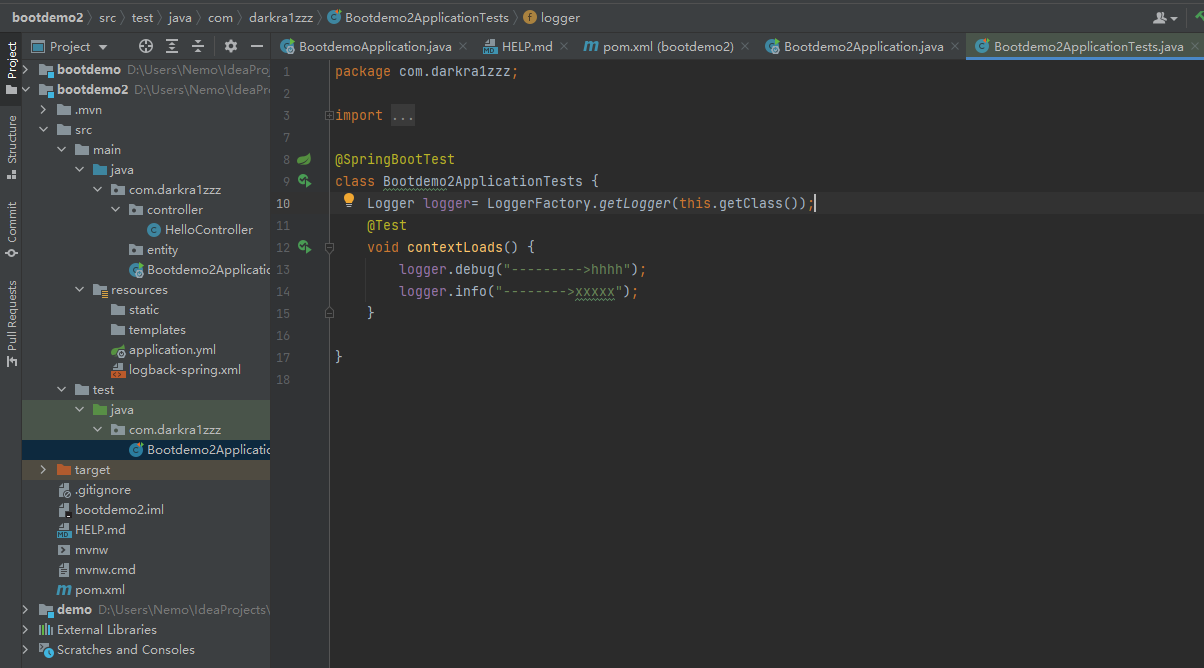 bootdemo2 src test java com darkra1zzz Bootdemo2ApplicationTests logger
Project
BootdemoApplication.java HELP.md pom.xml (bootdemo2) Bootdemo2Application.java Bootdemo2ApplicationTests.java
Project
Structure
Commit
Pull Requests
bootdemo D:\Users\Nemo\IdeaProj
bootdemo2 D:\Users\Nemo\IdeaPr
.mvn
src
main
java
com.darkra1zzz
controller
HelloController
entity
Bootdemo2Applicatio
resources
static
templates
application.yml
logback-spring.xml
test
java
com.darkra1zzz
Bootdemo2Applicatio
target
.gitignore
bootdemo2.iml
HELP.md
mvnw
mvnw.cmd
pom.xml
demo D:\Users\Nemo\IdeaProjects\
External Libraries
Scratches and Consoles
1 package com.darkra1zzz;
2
3 import ...
7
8 @SpringBootTest
9 class Bootdemo2ApplicationTests {
10 Logger logger= LoggerFactory.getLogger(this.getClass());
11 @Test
12 void contextLoads() {
13 logger.debug("--------->hhhh");
14 logger.info("-------->xxxxx");
15 }
16
17 }
18